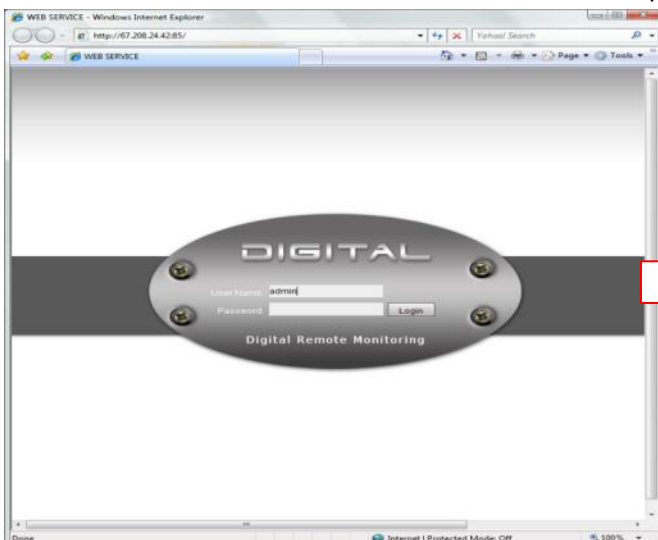 WEB SERVICE - Windows Internet Explorer
http://67.208.24.42:85/
Yahoo! Search
WEB SERVICE
Page
Tools
DIGITAL
User Name: admin
Password
Login
Digital Remote Monitoring
Done
Internet | Protected Mode: Off
100%